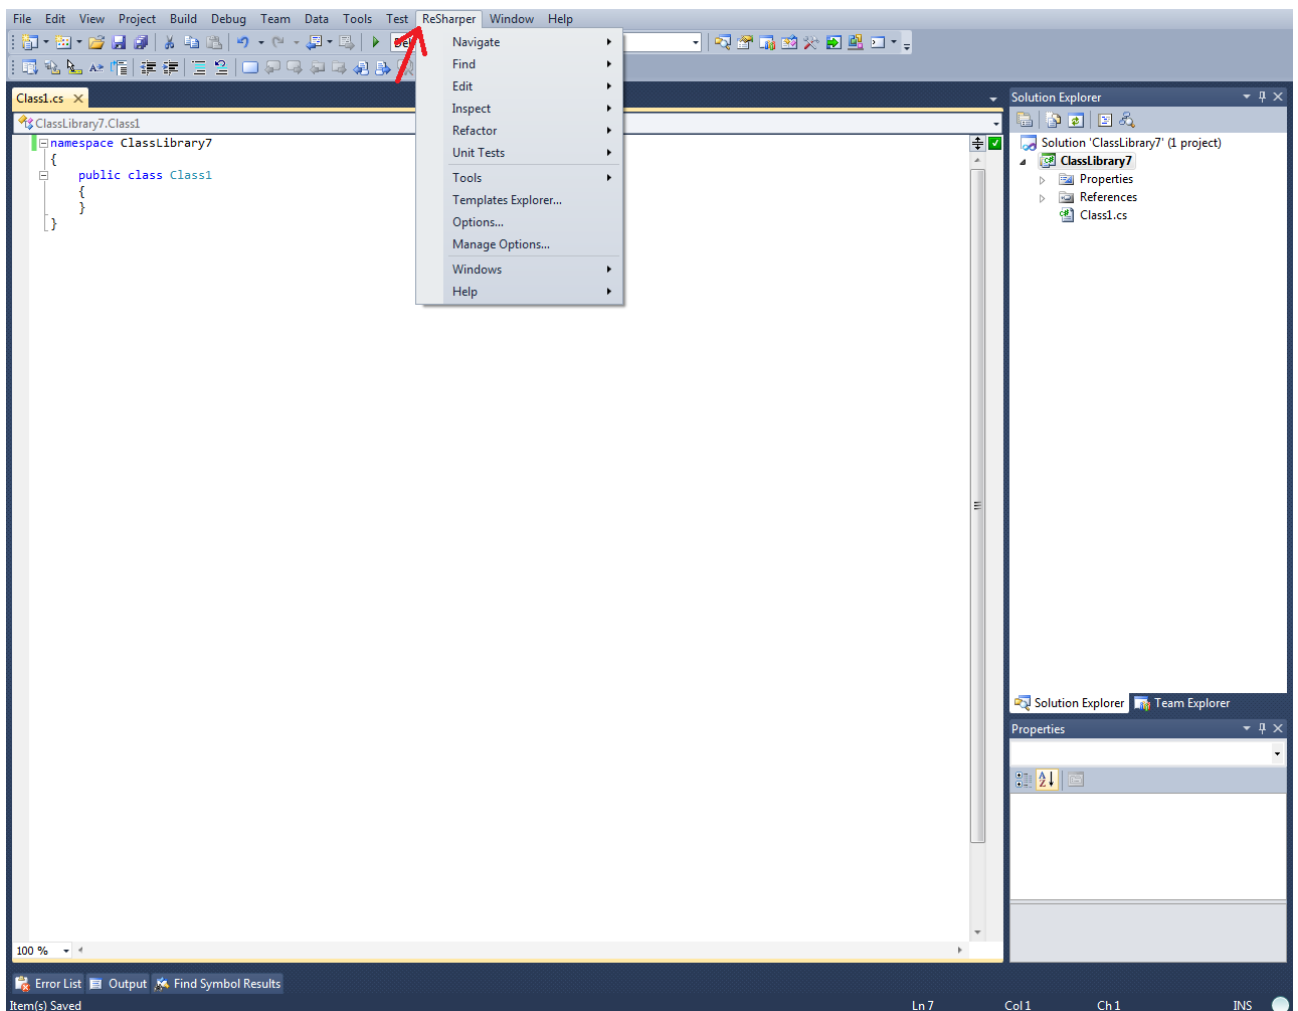 File Edit View Project Build Debug Team Data Tools Test ReSharper Window Help
Navigate
Find
Edit
Inspect
Refactor
Unit Tests
Tools
Templates Explorer...
Options...
Manage Options...
Windows
Help
Class1.cs
ClassLibrary7.Class1
namespace ClassLibrary7
{
public class Class1
{
}
}
100 %
Solution Explorer
Solution 'ClassLibrary7' (1 project)
ClassLibrary7
Properties
References
Class1.cs
Solution Explorer Team Explorer
Properties
Error List Output Find Symbol Results
Item(s) Saved Ln 7 Col 1 Ch 1 INS